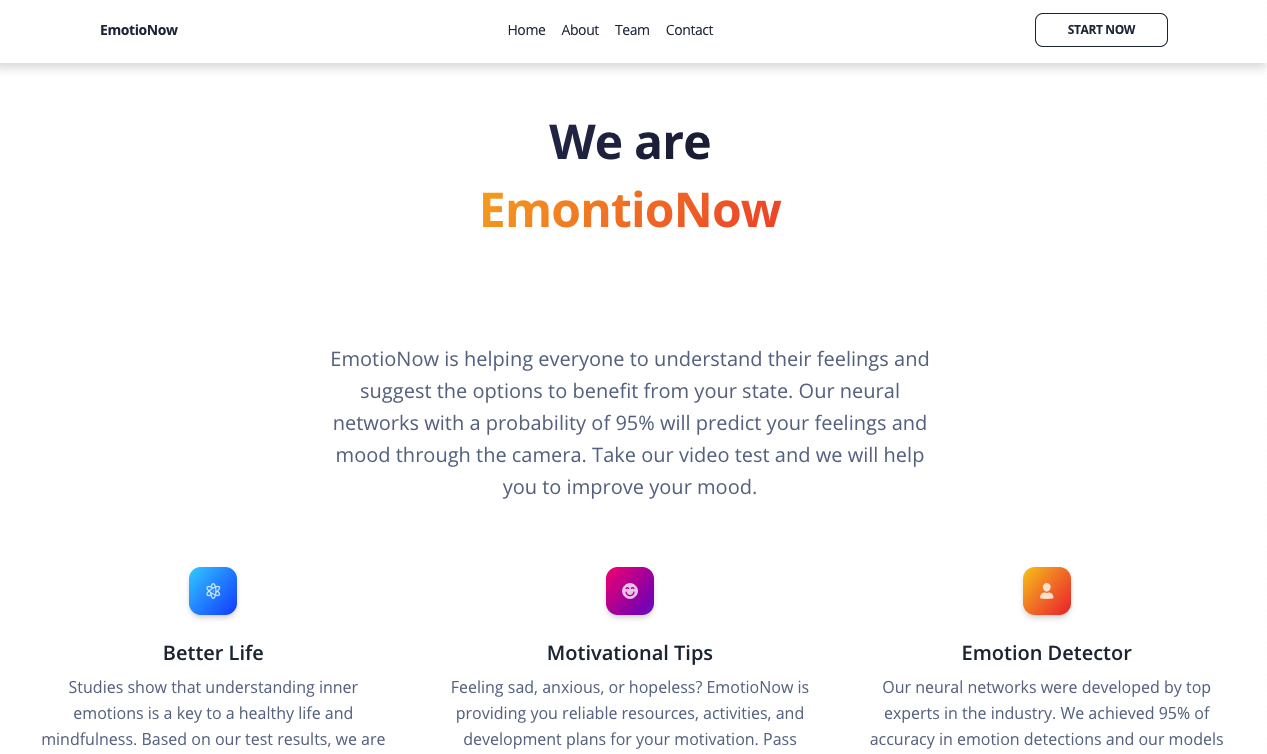 EmotioNow
Home About Team Contact
START NOW
We are
EmontioNow
EmotioNow is helping everyone to understand their feelings and
suggest the options to benefit from your state. Our neural
networks with a probability of 95% will predict your feelings and
mood through the camera. Take our video test and we will help
you to improve your mood.
Better Life
Studies show that understanding inner
emotions is a key to a healthy life and
mindfulness. Based on our test results, we are
Motivational Tips
Feeling sad, anxious, or hopeless? EmotioNow is
providing you reliable resources, activities, and
development plans for your motivation. Pass
Emotion Detector
Our neural networks were developed by top
experts in the industry. We achieved 95% of
accuracy in emotion detections and our models